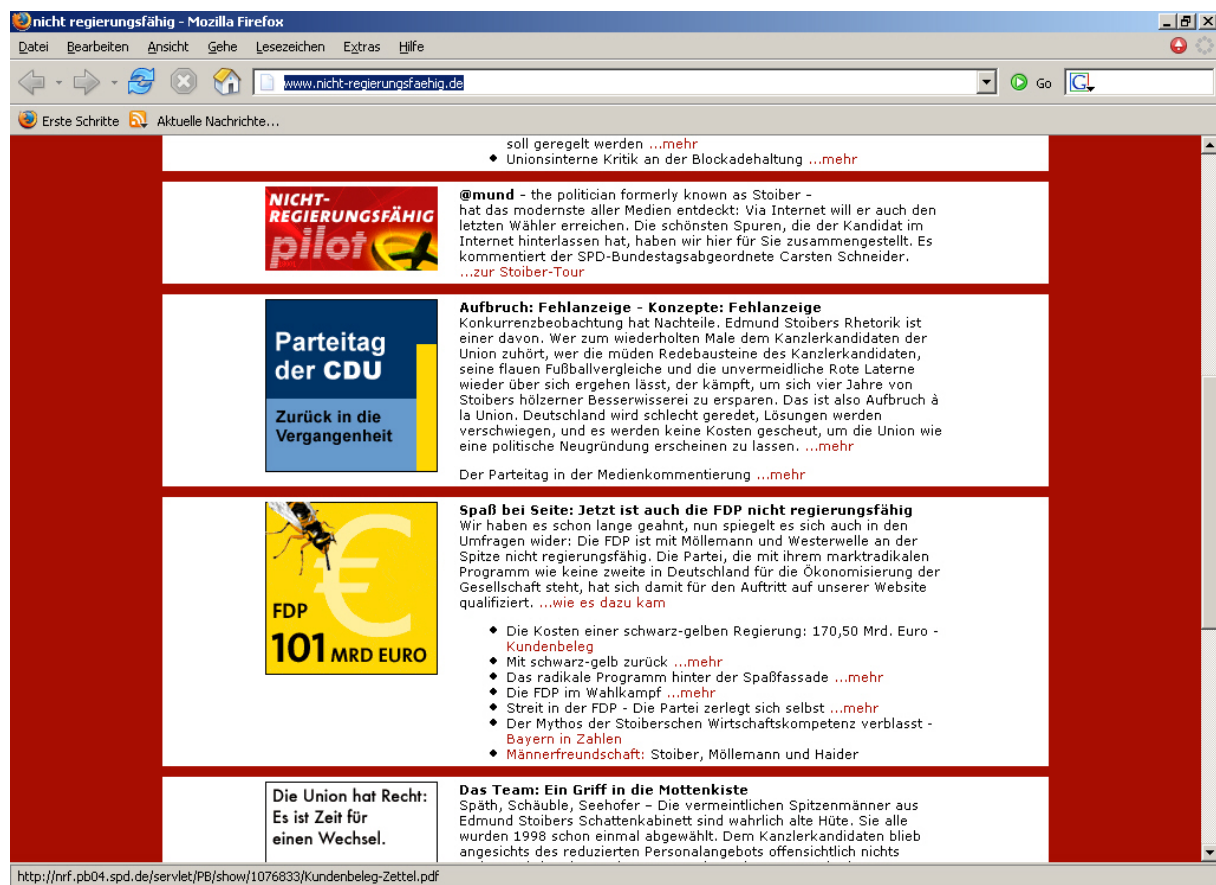 nicht regierungsfähig - Mozilla Firefox
Datei Bearbeiten Ansicht Gehe Lesezeichen Extras Hilfe
www.nicht-regierungsfaehig.de
Go
G
Erste Schritte Aktuelle Nachrichte...
soll geregelt werden ...mehr
Unionsinterne Kritik an der Blockadehaltung ...mehr
NICHT-
REGIERUNGSFÄHIG
pilot
@mund - the politician formerly known as Stoiber -
hat das modernste aller Medien entdeckt: Via Internet will er auch den
letzten Wähler erreichen. Die schönsten Spuren, die der Kandidat im
Internet hinterlassen hat, haben wir hier für Sie zusammengestellt. Es
kommentiert der SPD-Bundestagsabgeordnete Carsten Schneider.
...zur Stoiber-Tour
Parteitag
der CDU
Zurück in die
Vergangenheit
Aufbruch: Fehlanzeige - Konzepte: Fehlanzeige
Konkurrenzbeobachtung hat Nachteile. Edmund Stoibers Rhetorik ist
einer davon. Wer zum wiederholten Male dem Kanzlerkandidaten der
Union zuhört, wer die müden Redebausteine des Kanzlerkandidaten,
seine flauen Fußballvergleiche und die unvermeidliche Rote Laterne
wieder über sich ergehen lässt, der kämpft, um sich vier Jahre von
Stoibers hölzerner Besserwisserei zu ersparen. Das ist also Aufbruch à
la Union. Deutschland wird schlecht geredet, Lösungen werden
verschwiegen, und es werden keine Kosten gescheut, um die Union wie
eine politische Neugründung erscheinen zu lassen. ...mehr
Der Parteitag in der Medienkommentierung ...mehr
FDP
101 MRD EURO
Spaß bei Seite: Jetzt ist auch die FDP nicht regierungsfähig
Wir haben es schon lange geahnt, nun spiegelt es sich auch in den
Umfragen wider: Die FDP ist mit Möllemann und Westerwelle an der
Spitze nicht regierungsfähig. Die Partei, die mit ihrem marktradikalen
Programm wie keine zweite in Deutschland für die Ökonomisierung der
Gesellschaft steht, hat sich damit für den Auftritt auf unserer Website
qualifiziert. ...wie es dazu kam
Die Kosten einer schwarz-gelben Regierung: 170,50 Mrd. Euro -
Kundenbeleg
Mit schwarz-gelb zurück ...mehr
Das radikale Programm hinter der Spaßfassade ...mehr
Die FDP im Wahlkampf ...mehr
Streit in der FDP - Die Partei zerlegt sich selbst ...mehr
Der Mythos der Stoiberschen Wirtschaftskompetenz verblasst -
Bayern in Zahlen
Männerfreundschaft: Stoiber, Möllemann und Haider
Die Union hat Recht:
Es ist Zeit für
einen Wechsel.
Das Team: Ein Griff in die Mottenkiste
Späth, Schäuble, Seehofer – Die vermeintlichen Spitzenmänner aus
Edmund Stoibers Schattenkabinett sind wahrlich alte Hüte. Sie alle
wurden 1998 schon einmal abgewählt. Dem Kanzlerkandidaten blieb
angesichts des reduzierten Personalangebots offensichtlich nichts
http://nrf.pb04.spd.de/servlet/PB/show/1076833/Kundenbeleg-Zettel.pdf